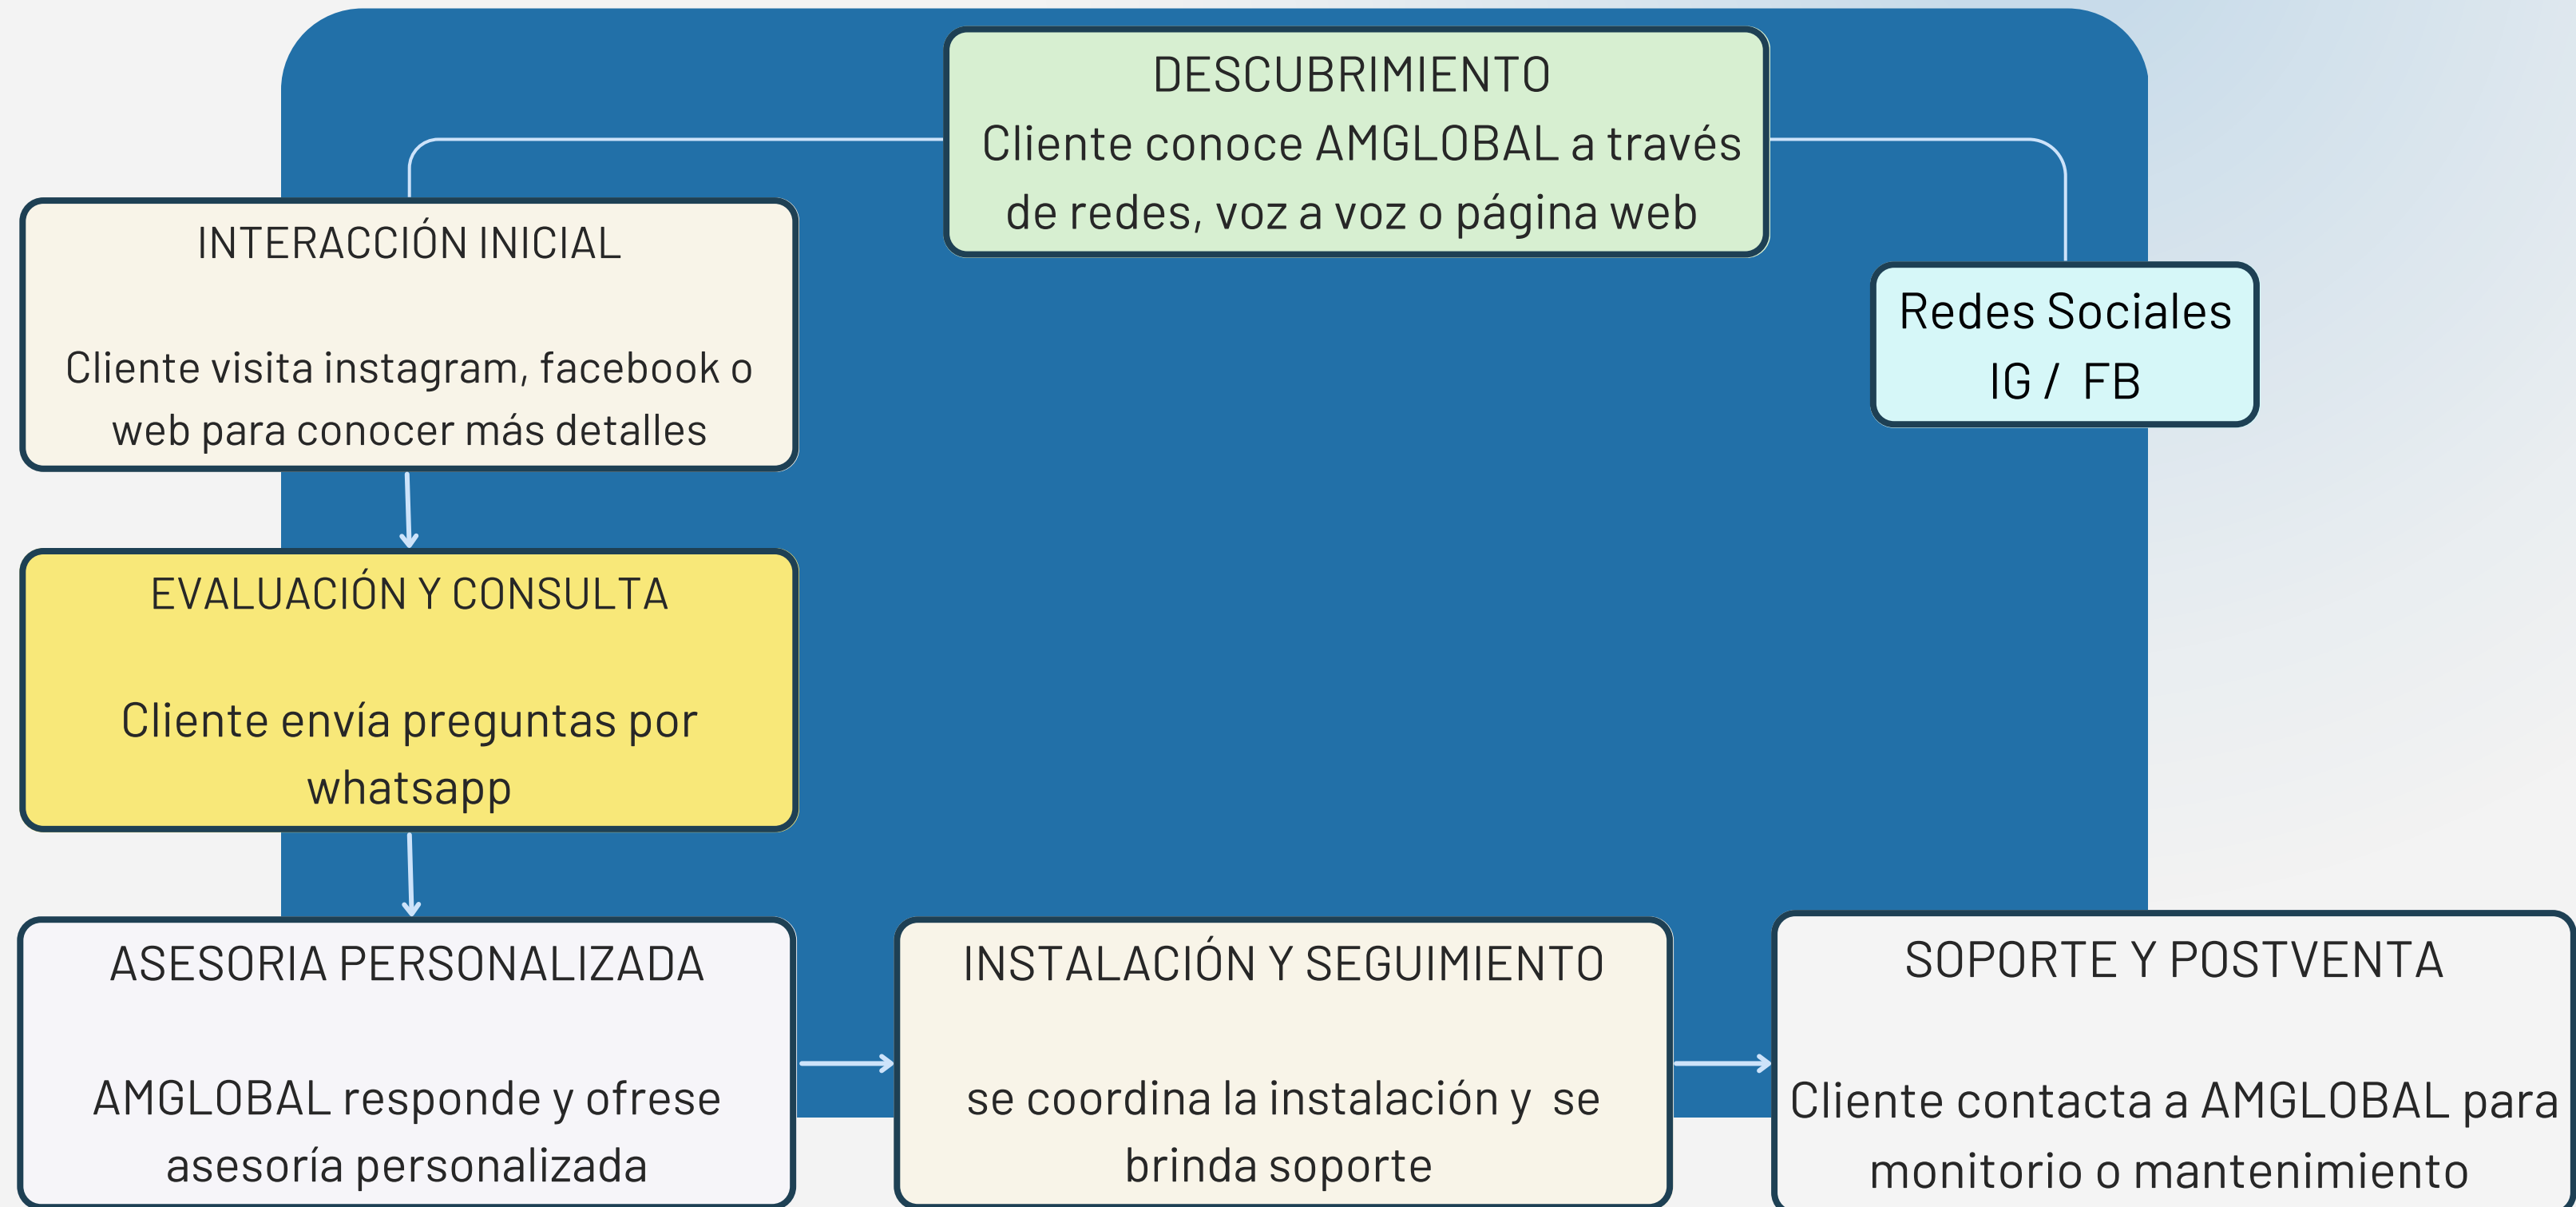 DESCUBRIMIENTO
Cliente conoce AMGLOBAL a través
de redes, voz a voz o página web
INTERACCIÓN INICIAL
Cliente visita instagram, facebook o
web para conocer más detalles
Redes Sociales
IG / FB
EVALUACIÓN Y CONSULTA
Cliente envía preguntas por
whatsapp
ASESORIA PERSONALIZADA
AMGLOBAL responde y ofrese
asesoría personalizada
INSTALACIÓN Y SEGUIMIENTO
se coordina la instalación y se
brinda soporte
SOPORTE Y POSTVENTA
Cliente contacta a AMGLOBAL para
monitorio o mantenimiento